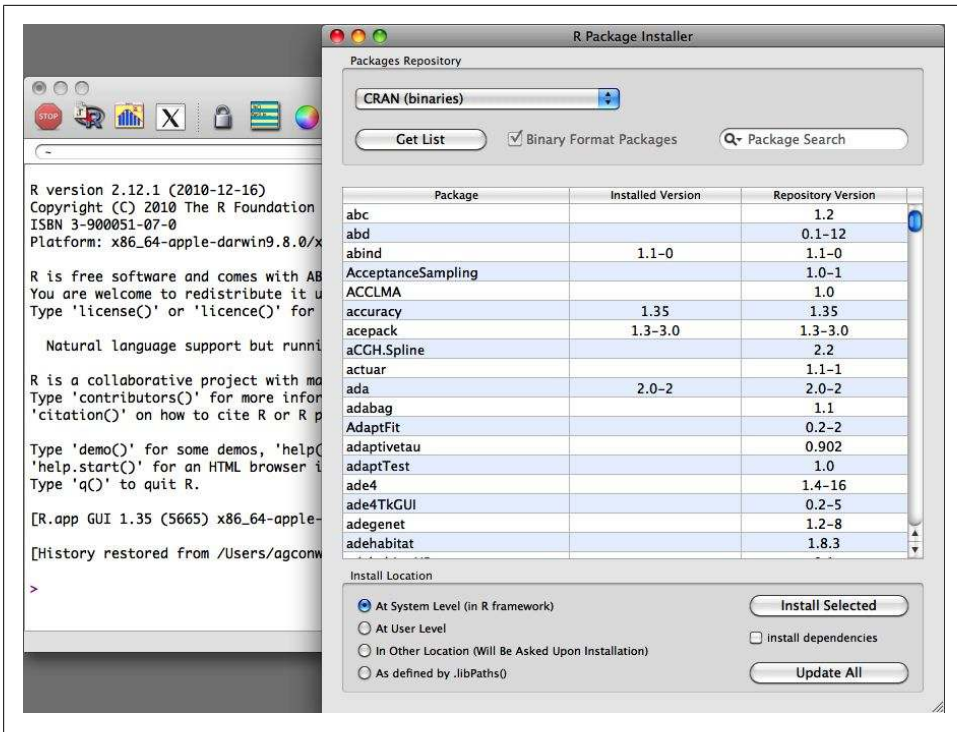 R Package Installer
Packages Repository
CRAN (binaries)
Get List
Binary Format Packages
Package Search
STOP
R
X
~
R version 2.12.1 (2010-12-16)
Copyright (C) 2010 The R Foundation
ISBN 3-900051-07-0
Platform: x86_64-apple-darwin9.8.0/x
R is free software and comes with AB
You are welcome to redistribute it u
Type 'license()' or 'licence()' for
Natural language support but runni
R is a collaborative project with ma
Type 'contributors()' for more infor
'citation()' on how to cite R or R p
Type 'demo()' for some demos, 'help(
'help.start()' for an HTML browser i
Type 'q()' to quit R.
[R.app GUI 1.35 (5665) x86_64-apple-
[History restored from /Users/agconw
>
Package Installed Version Repository Version
abc 1.2
abd 0.1-12
abind 1.1-0 1.1-0
AcceptanceSampling 1.0-1
ACCLMA 1.0
accuracy 1.35 1.35
acepack 1.3-3.0 1.3-3.0
aCGH.Spline 2.2
actuar 1.1-1
ada 2.0-2 2.0-2
adabag 1.1
AdaptFit 0.2-2
adaptivetau 0.902
adaptTest 1.0
ade4 1.4-16
ade4TkGUI 0.2-5
adegenet 1.2-8
adehabitat 1.8.3
Install Location
At System Level (in R framework)
At User Level
In Other Location (Will Be Asked Upon Installation)
As defined by .libPaths()
Install Selected
install dependencies
Update All